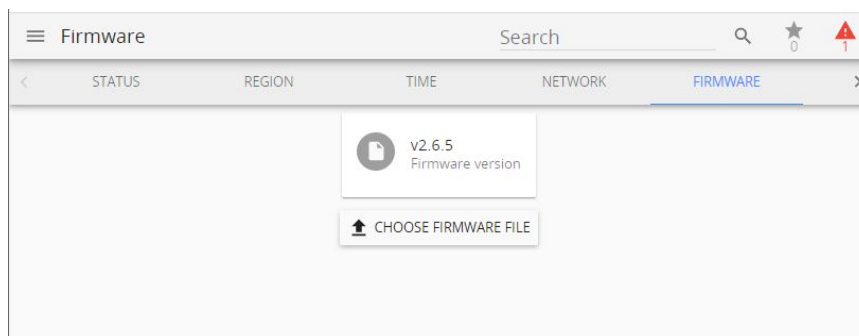 Firmware
Search
0
1
STATUS
REGION
TIME
NETWORK
FIRMWARE
v2.6.5
Firmware version
CHOOSE FIRMWARE FILE